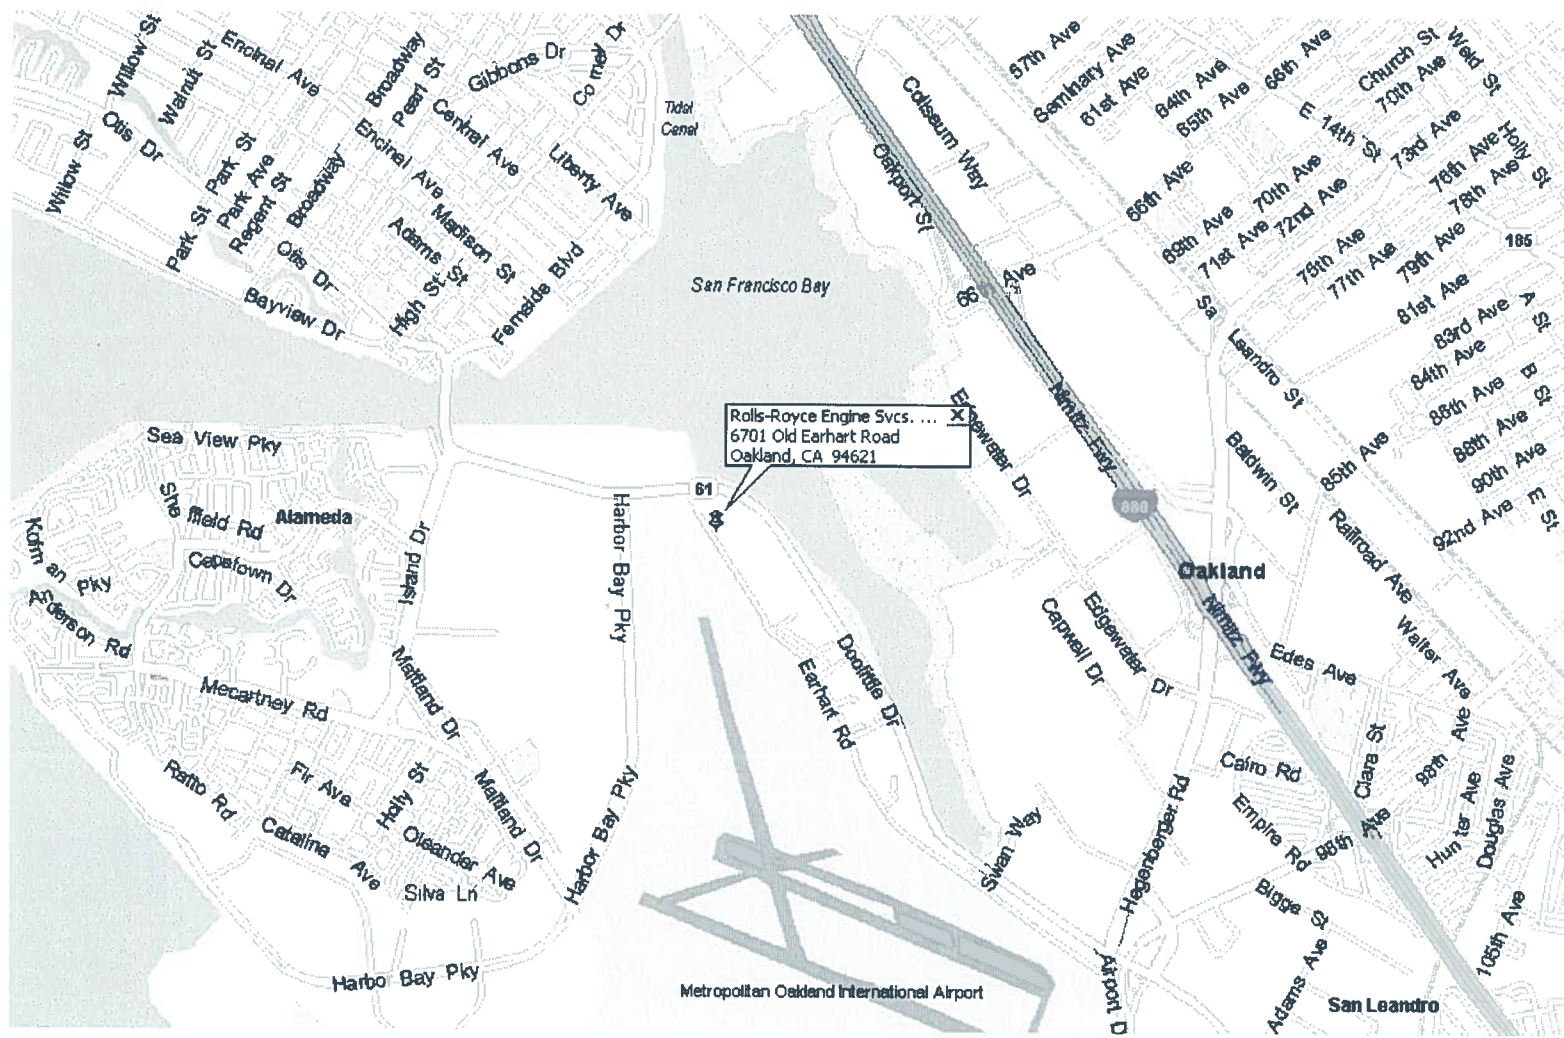 Willow St
Walnut St
Encinal Ave
Broadway
Pearl St
Gibbons Dr
Central Ave
Otis Dr
Willow St
Encinal Ave
Liberty Ave
Park St
Park Ave
Regent St
Broadway
Park St
Madison St
Adams St
Otis Dr
High St
Fernside Blvd
Bayview Dr
Tidal
Canal
San Francisco Bay
Coliseum Way
Oakport St
57th Ave
Seminary Ave
61st Ave
64th Ave
65th Ave
66th Ave
Church St
70th Ave
Weld St
E 14th St
73rd Ave
76th Ave
Holly St
78th Ave
66th Ave
70th Ave
72nd Ave
69th Ave
71st Ave
75th Ave
77th Ave
79th Ave
185
66
Ave
81st Ave
83rd Ave
A St
84th Ave
B St
Sa
Leandro St
Nimitz Fwy
Rolls-Royce Engine Svcs. ... X
6701 Old Earhart Road
Oakland, CA 94621
Edgewater Dr
Baldwin St
85th Ave
90th Ave
92nd Ave
E St
Railroad Ave
880
61
Sea View Pky
Sheffield Rd
Alameda
Capetown Dr
Island Dr
Harbor Bay Pky
Anderson Rd
Mecartney Rd
Maitland Dr
Ratto Rd
Fir Ave
Holly St
Catalina Ave
Oleander Ave
Silva Ln
Maitland Dr
Harbor Bay Pky
Harbor Bay Pky
Doolittle Dr
Earhart Rd
Oakland
Nimitz Fwy
Edgewater Dr
Capwell Dr
Edes Ave
Walter Ave
Clara St
98th Ave
Cairo Rd
Empire Rd
98th Ave
Hunter Ave
Douglas Ave
Swan Way
Hegenberger Rd
Bigge St
105th Ave
Adams Ave
Airport D
San Leandro
Metropolitan Oakland International Airport